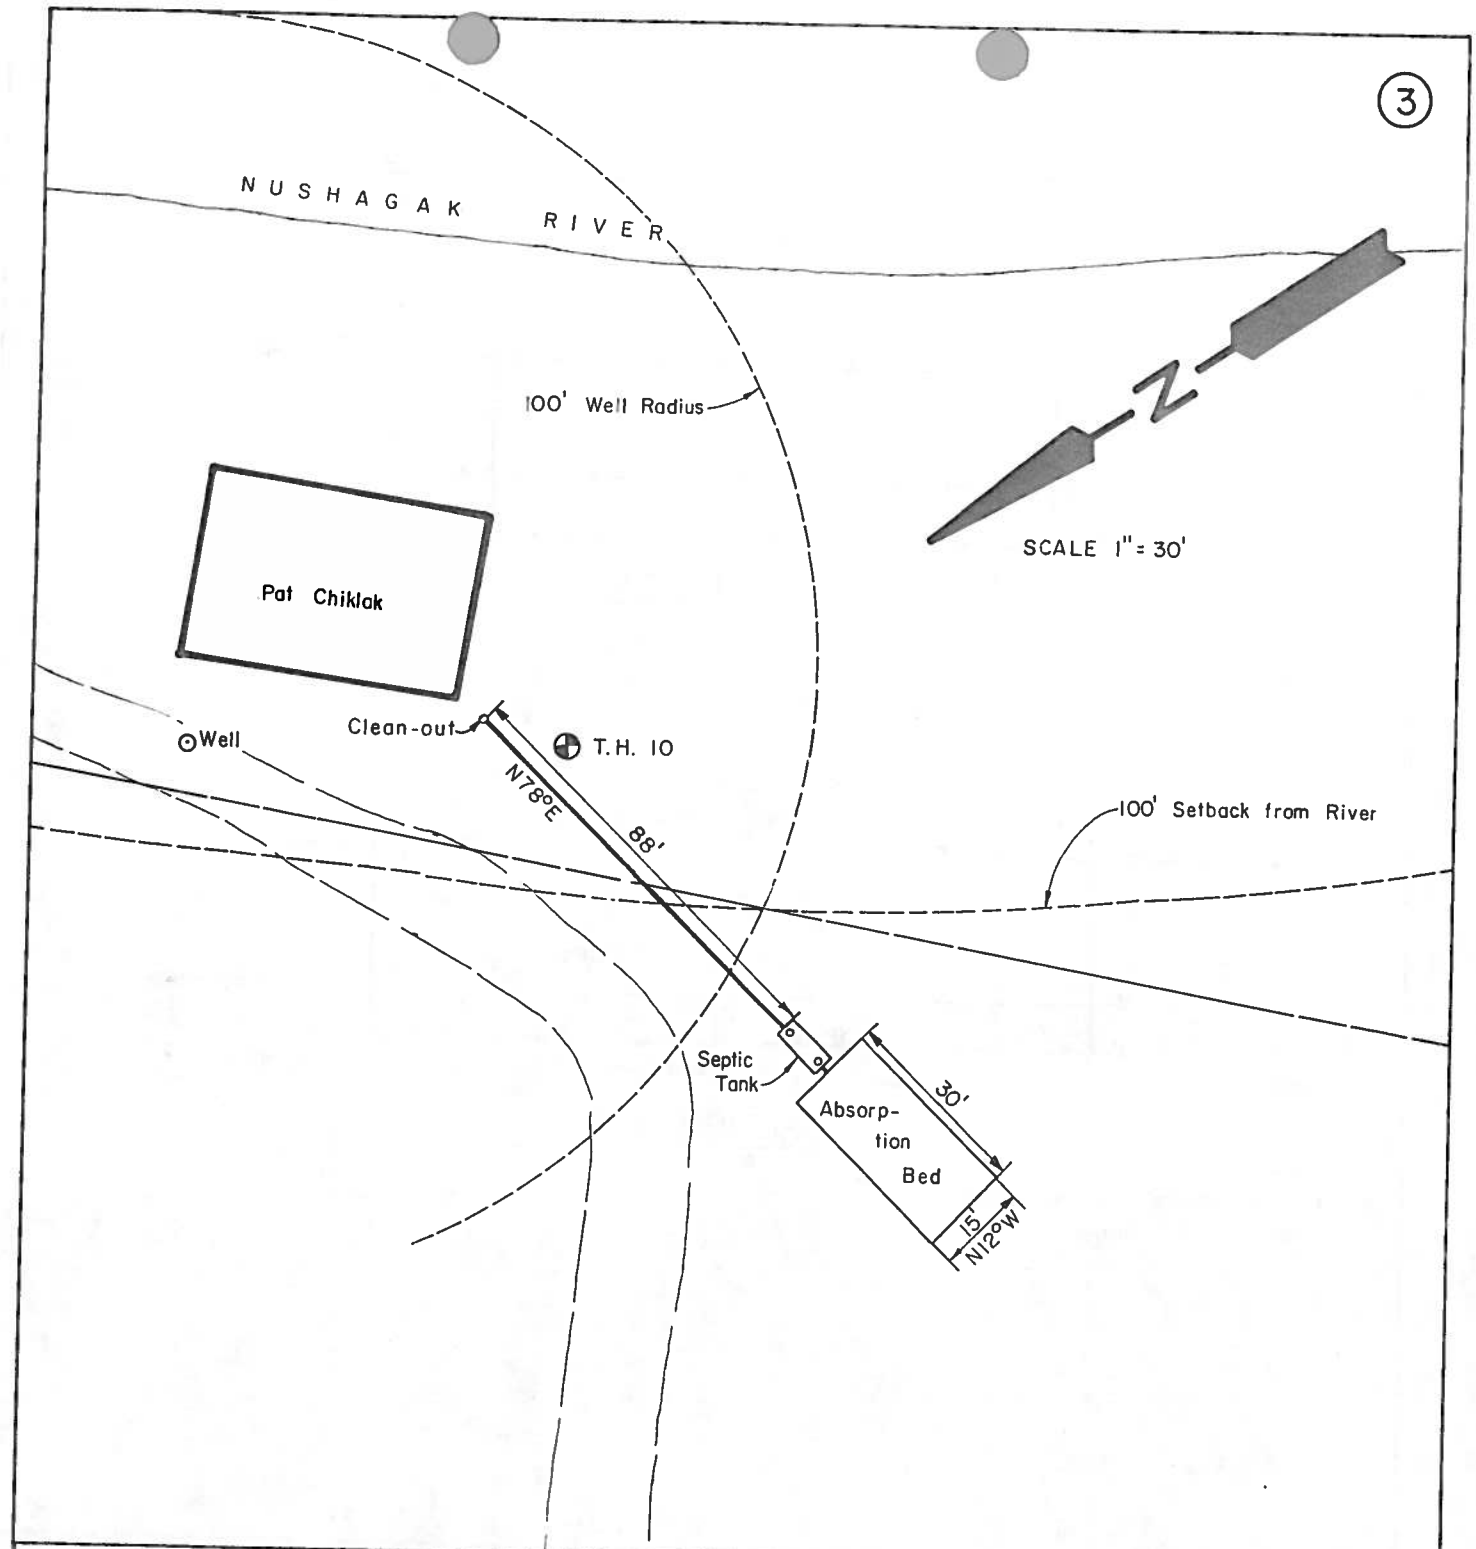 3
NUSHAGAK RIVER
100' Well Radius
N
SCALE 1" = 30'
Pat Chiklak
Clean-out
Well
T.H. 10
N78°E
88'
100' Setback from River
Septic
Tank
30'
Absorp-
tion
Bed
15'
N12°W